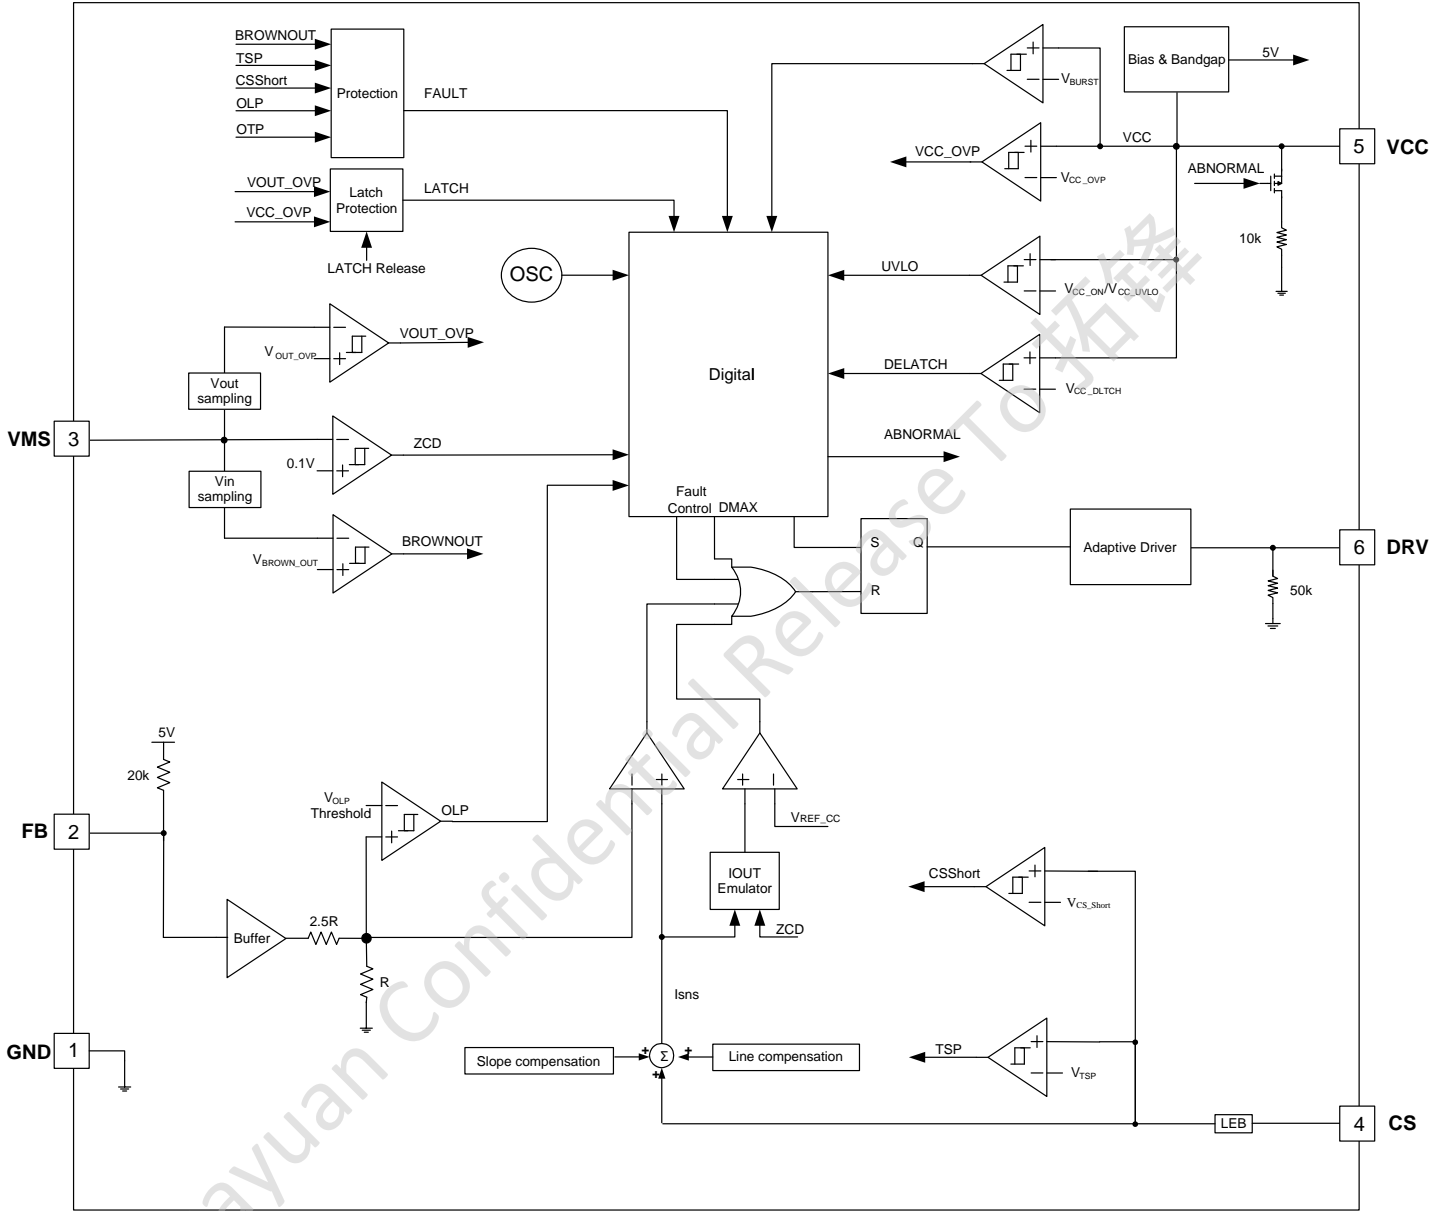 BROWNOUT
TSP
CSShort
OLP
OTP
Protection
FAULT
VOUT_OVP
VCC_OVP
Latch
Protection
LATCH
LATCH Release
OSC
VCC_OVP
VBURST
VCC_OVP
Bias & Bandgap
5V
VCC
5
VCC
ABNORMAL
10k
UVLO
VCC_ON/VCC_UVLO
DELATCH
VCC_DLTCH
ABNORMAL
Digital
Fault
Control
DMAX
VOUT_OVP
VOUT_OVP
Vout
sampling
VMS
3
ZCD
0.1V
Vin
sampling
BROWNOUT
VBROWN_OUT
S
Q
R
Adaptive Driver
6
DRV
50k
5V
20k
FB
2
VOLP
Threshold
OLP
Buffer
2.5R
R
VREF_CC
IOUT
Emulator
ZCD
Isns
CSShort
VCS_Short
GND
1
Slope compensation
Σ
Line compensation
TSP
VTSP
LEB
4
CS
ayuan Confidential Release To 拓锋